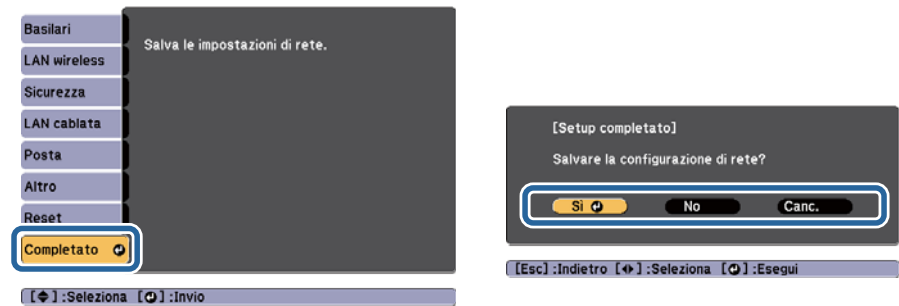 Basilari
Salva le impostazioni di rete.
LAN wireless
Sicurezza
LAN cablata
Posta
Altro
Reset
Completato
[◆] :Seleziona [↵] :Invio
[Setup completato]
Salvare la configurazione di rete?
Sì No Canc.
[Esc] :Indietro [◆] :Seleziona [↵] :Esegui